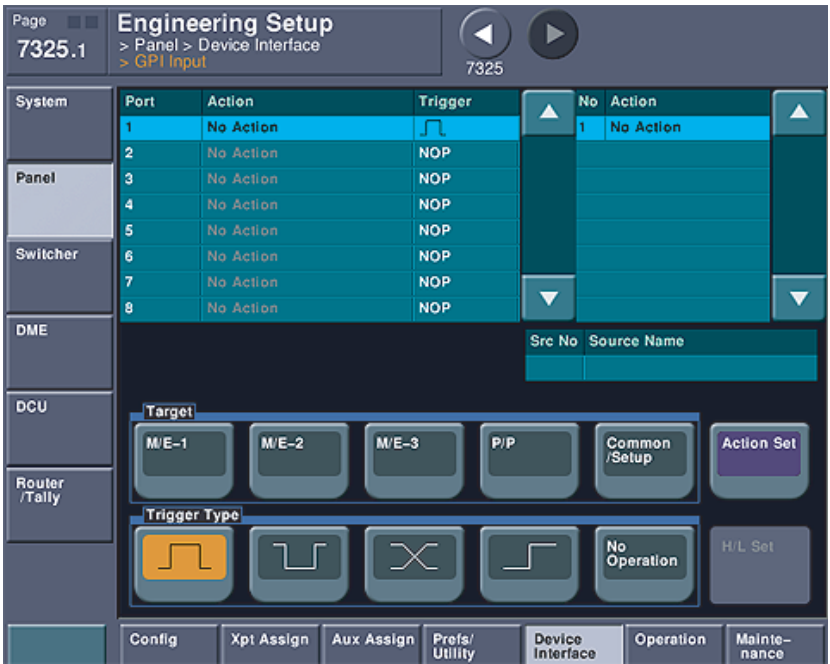 Page
7325.1
Engineering Setup
> Panel > Device Interface
> GPI Input
7325
System
Panel
Switcher
DME
DCU
Router
/Tally
Port Action Trigger
1 No Action
2 No Action NOP
3 No Action NOP
4 No Action NOP
5 No Action NOP
6 No Action NOP
7 No Action NOP
8 No Action NOP
No Action
1 No Action
Src No Source Name
Target
M/E-1
M/E-2
M/E-3
P/P
Common
/Setup
Action Set
Trigger Type
No
Operation
H/L Set
Config
Xpt Assign
Aux Assign
Prefs/
Utility
Device
Interface
Operation
Mainte-
nance